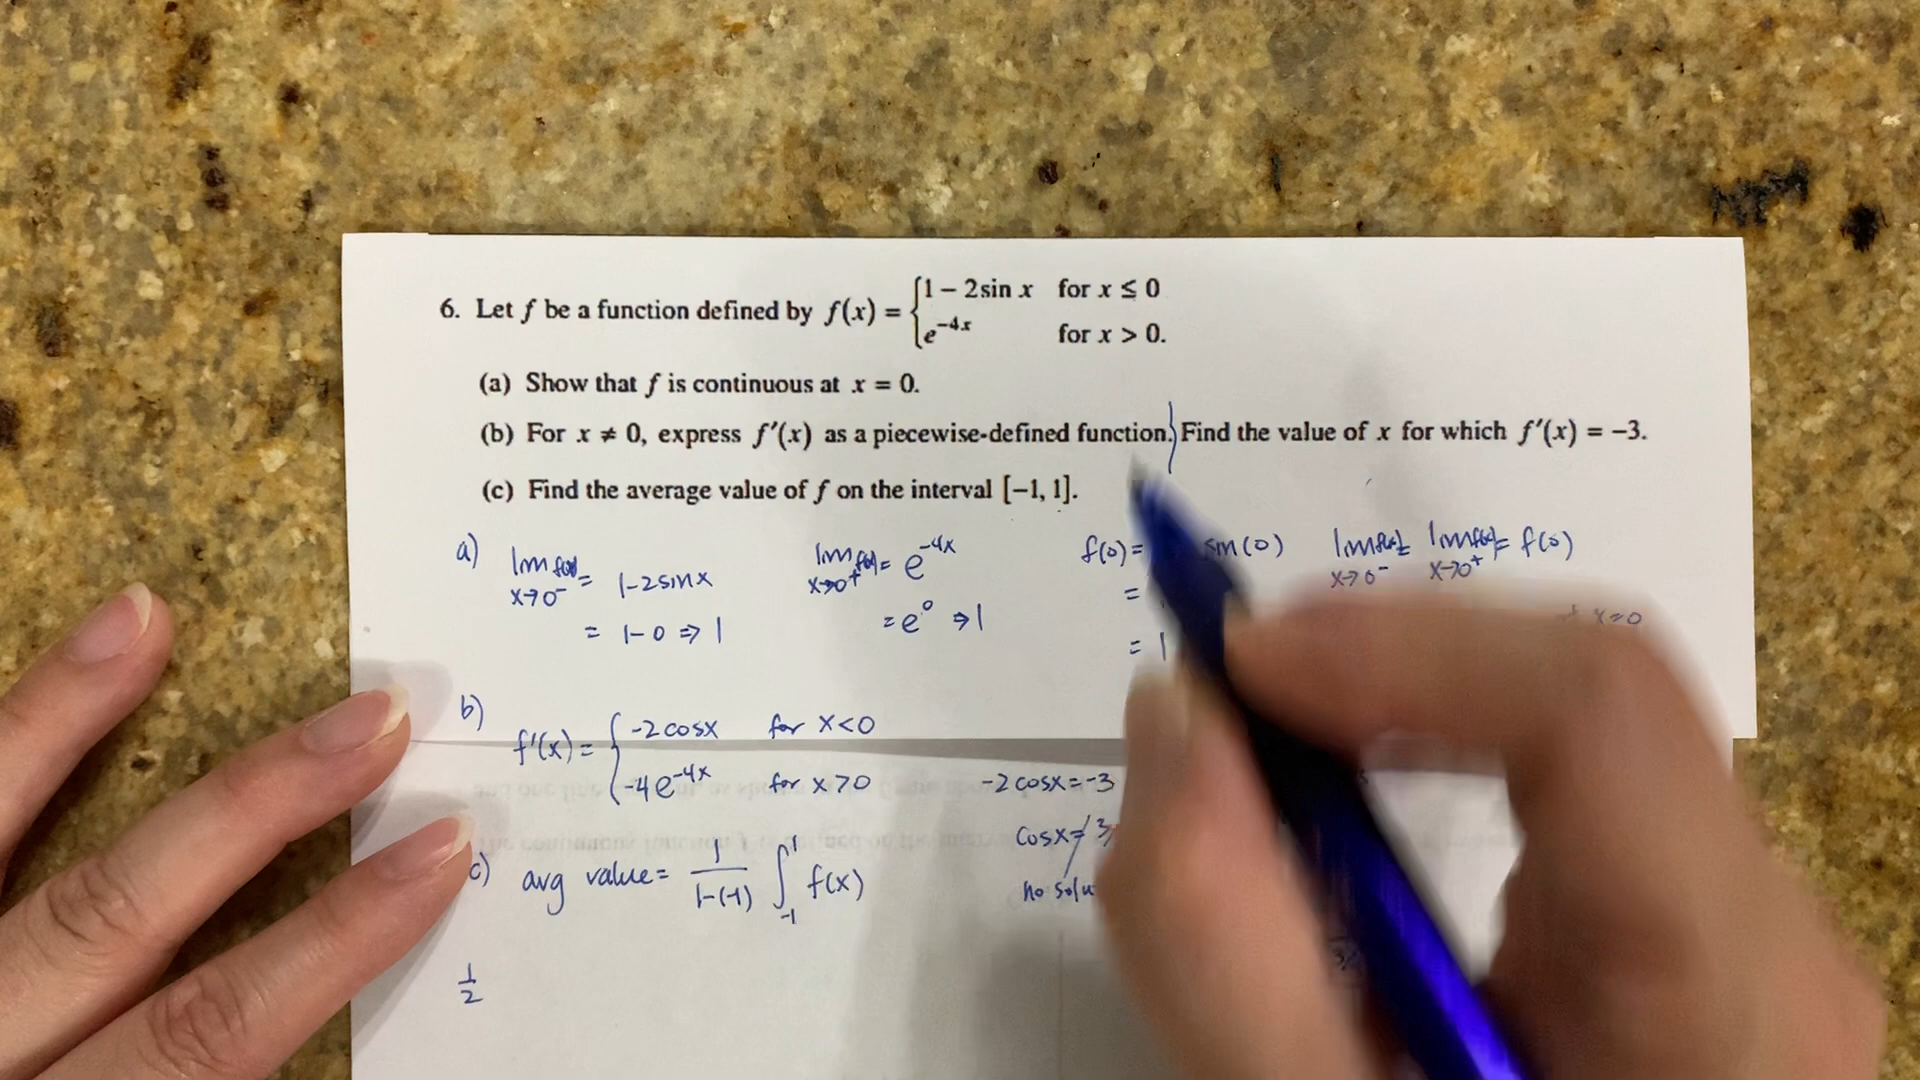 6. Let f be a function defined by f(x) = { 1 – 2sin x for x ≤ 0
e^{-4x} for x > 0.
(a) Show that f is continuous at x = 0.
(b) For x ≠ 0, express f′(x) as a piecewise-defined function. Find the value of x for which f′(x) = –3.
(c) Find the average value of f on the interval [–1, 1].
a) lim f(x) = 1-2sinx lim f(x) = e^{-4x} f(0) = sin(0) lim f(x) = lim f(x) = f(0)
x→0⁻ x→0⁺ x→0⁻ x→0⁺
= 1-0 ⇒ 1 = e⁰ ⇒ 1 = x=0
= 1
b) f'(x) = { -2cosx for x<0
-4e^{-4x} for x>0 -2cosx=-3
cosx≠3
no solu
c) avg value = 1/(1-(-1)) ∫_{-1}^{1} f(x)
1/2